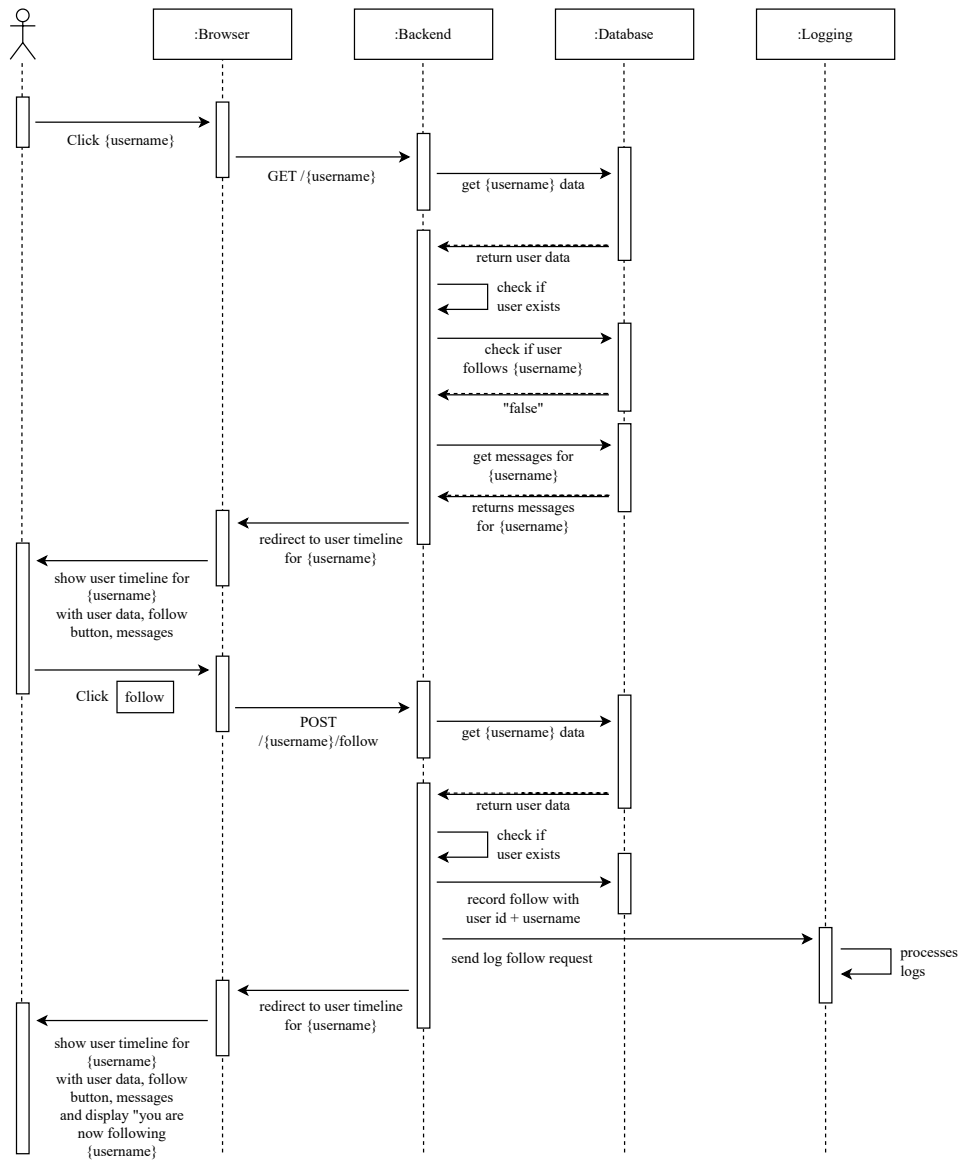 :Browser
:Backend
:Database
:Logging
Click {username}
GET /{username}
get {username} data
return user data
check if
user exists
check if user
follows {username}
"false"
get messages for
{username}
returns messages
for {username}
redirect to user timeline
for {username}
show user timeline for
{username}
with user data, follow
button, messages
Click follow
POST
/{username}/follow
get {username} data
return user data
check if
user exists
record follow with
user id + username
send log follow request
processes
logs
redirect to user timeline
for {username}
show user timeline for
{username}
with user data, follow
button, messages
and display "you are
now following
{username}